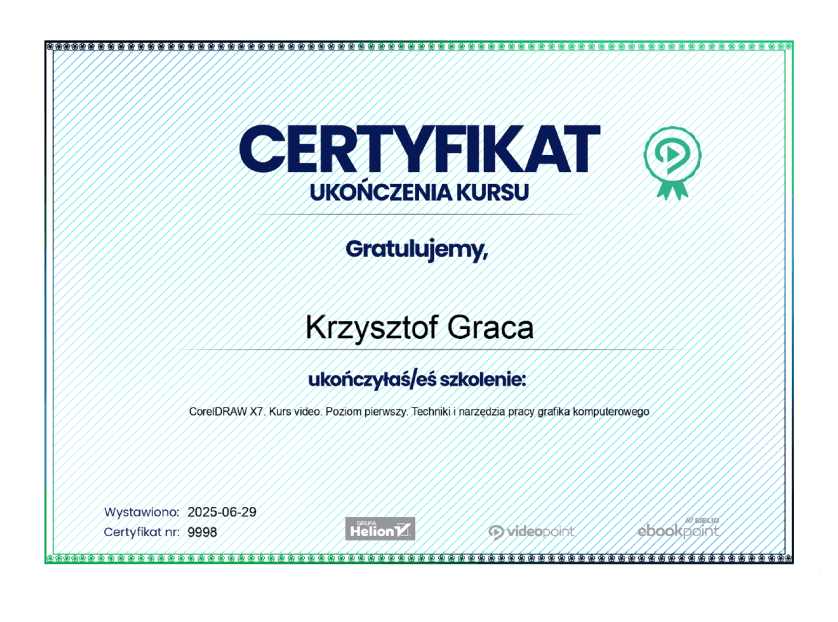 CERTYFIKAT
UKOŃCZENIA KURSU
Gratulujemy,
Krzysztof Graca
ukończyłaś/eś szkolenie:
CorelDRAW X7. Kurs video. Poziom pierwszy. Techniki i narzędzia pracy grafika komputerowego
Wystawiono: 2025-06-29
Certyfikat nr: 9998
GRUPA
Helion
videopoint
BIBLIO
ebookpoint